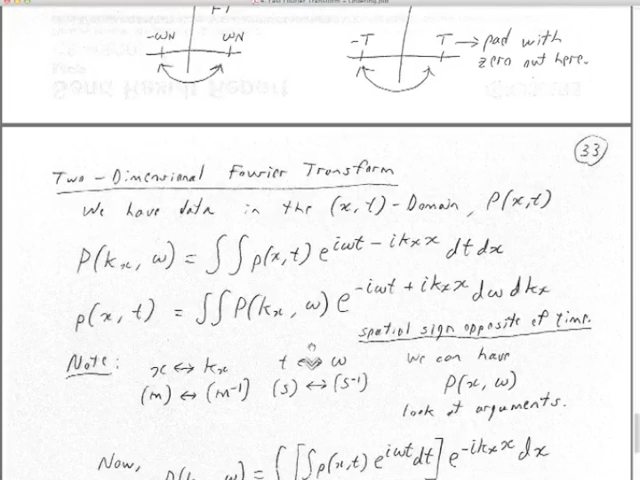 -ωN ωN
-T T → pad with
zero out here.
33
Two-Dimensional Fourier Transform
We have data in the (x,t)-Domain, P(x,t)
P(kx, ω) = ∫∫ p(x,t) e^{iωt - ikx x} dt dx
p(x,t) = ∫∫ P(kx, ω) e^{-iωt + ikx x} dω dkx
spatial sign opposite of time.
Note: x ↔ kx t ↔ ω we can have
(m) ↔ (m⁻¹) (s) ↔ (s⁻¹) P(x, ω)
look at arguments.
Now, P(kx, ω) = ∫ [∫ p(x,t) e^{iωt} dt] e^{-ikx x} dx